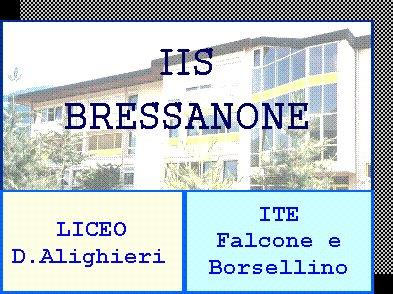 IIS
BRESSANONE
LICEO
D.Alighieri
ITE
Falcone e
Borsellino